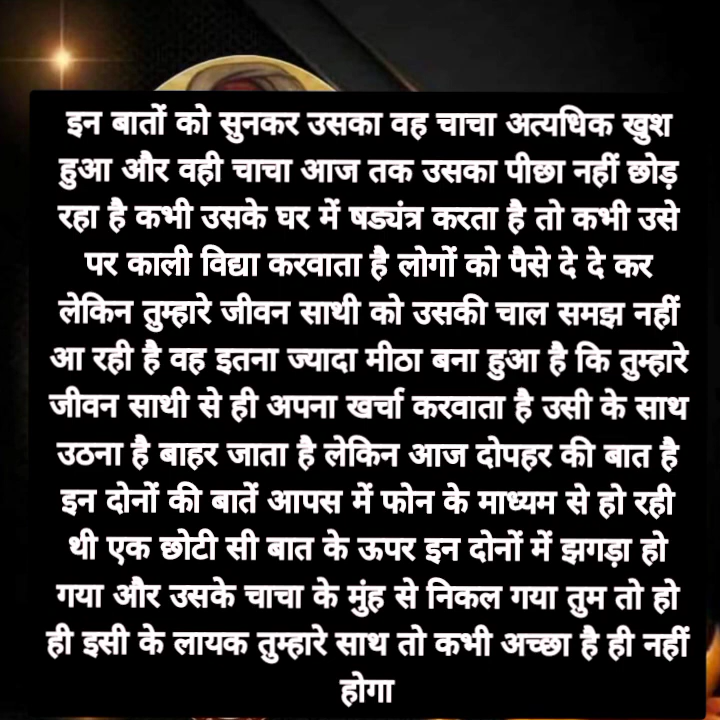 इन बातों को सुनकर उसका वह चाचा अत्यधिक खुश
हुआ और वही चाचा आज तक उसका पीछा नहीं छोड़
रहा है कभी उसके घर में षड्यंत्र करता है तो कभी उसे
पर काली विद्या करवाता है लोगों को पैसे दे दे कर
लेकिन तुम्हारे जीवन साथी को उसकी चाल समझ नहीं
आ रही है वह इतना ज्यादा मीठा बना हुआ है कि तुम्हारे
जीवन साथी से ही अपना खर्चा करवाता है उसी के साथ
उठना है बाहर जाता है लेकिन आज दोपहर की बात है
इन दोनों की बातें आपस में फोन के माध्यम से हो रही
थी एक छोटी सी बात के ऊपर इन दोनों में झगड़ा हो
गया और उसके चाचा के मुंह से निकल गया तुम तो हो
ही इसी के लायक तुम्हारे साथ तो कभी अच्छा है ही नहीं
होगा